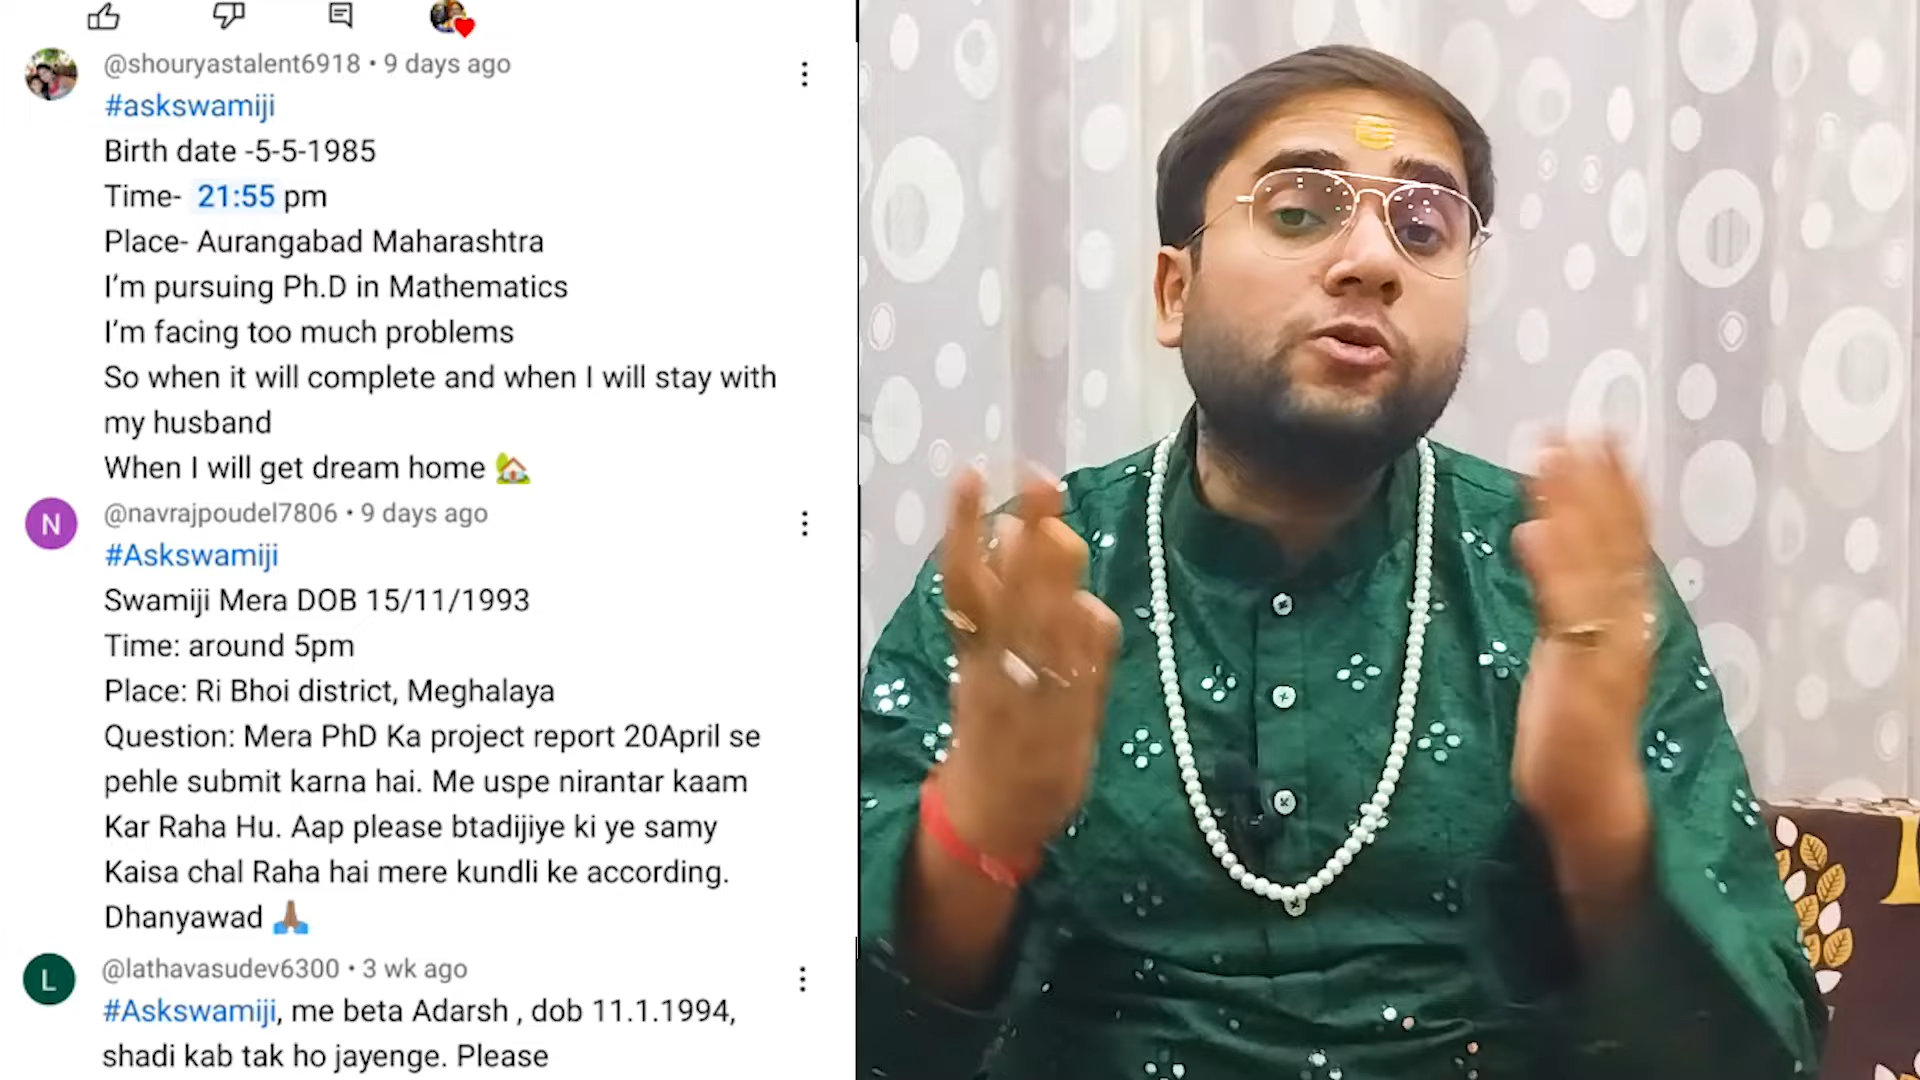 @shouryastalent6918 • 9 days ago
#askswamiji
Birth date -5-5-1985
Time- 21:55 pm
Place- Aurangabad Maharashtra
I'm pursuing Ph.D in Mathematics
I'm facing too much problems
So when it will complete and when I will stay with
my husband
When I will get dream home 🏡
N
@navrajpoudel7806 • 9 days ago
#Askswamiji
Swamiji Mera DOB 15/11/1993
Time: around 5pm
Place: Ri Bhoi district, Meghalaya
Question: Mera PhD Ka project report 20April se
pehle submit karna hai. Me uspe nirantar kaam
Kar Raha Hu. Aap please btadijiye ki ye samy
Kaisa chal Raha hai mere kundli ke according.
Dhanyawad 🙏🏾
L
@lathavasudev6300 • 3 wk ago
#Askswamiji, me beta Adarsh , dob 11.1.1994,
shadi kab tak ho jayenge. Please